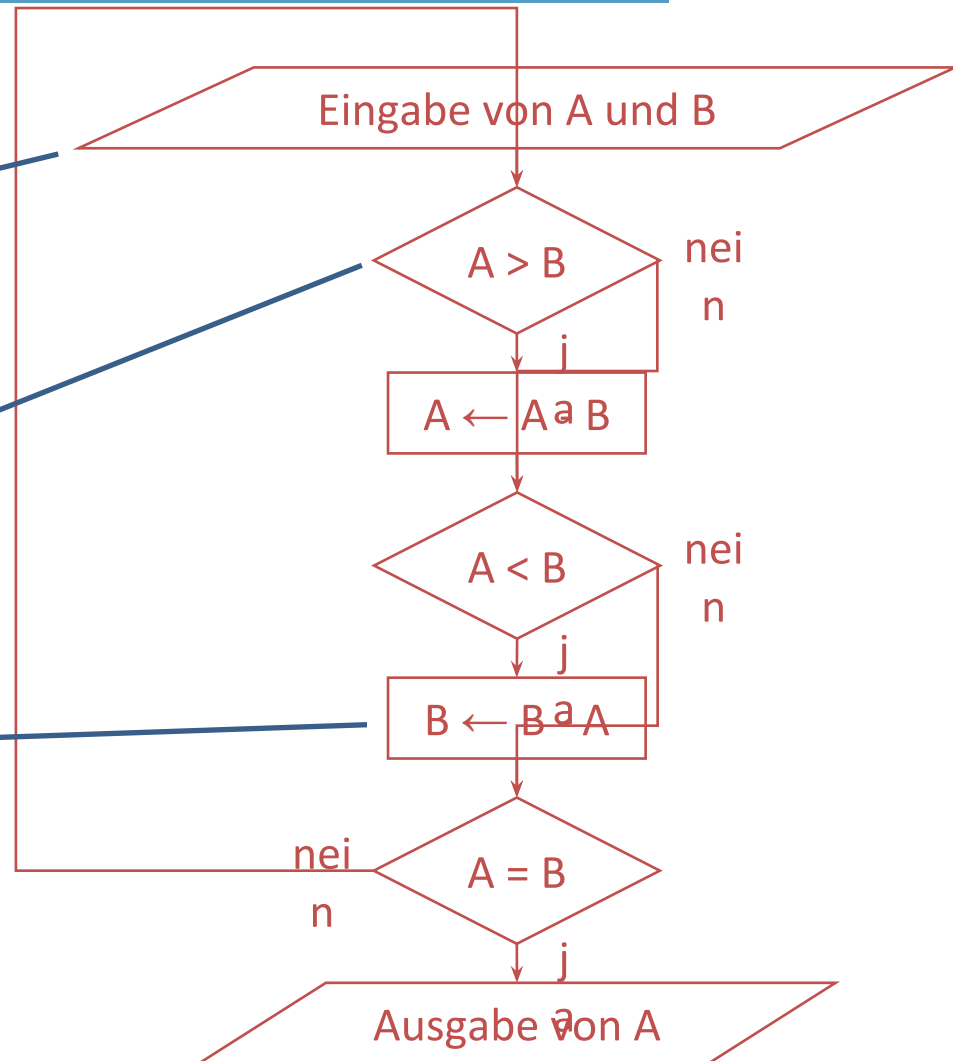 Eingabe von A und B
A > B
nei
n
j
a
A ← A - B
A < B
nei
n
j
a
B ← B - A
A = B
nei
n
j
a
Ausgabe von A